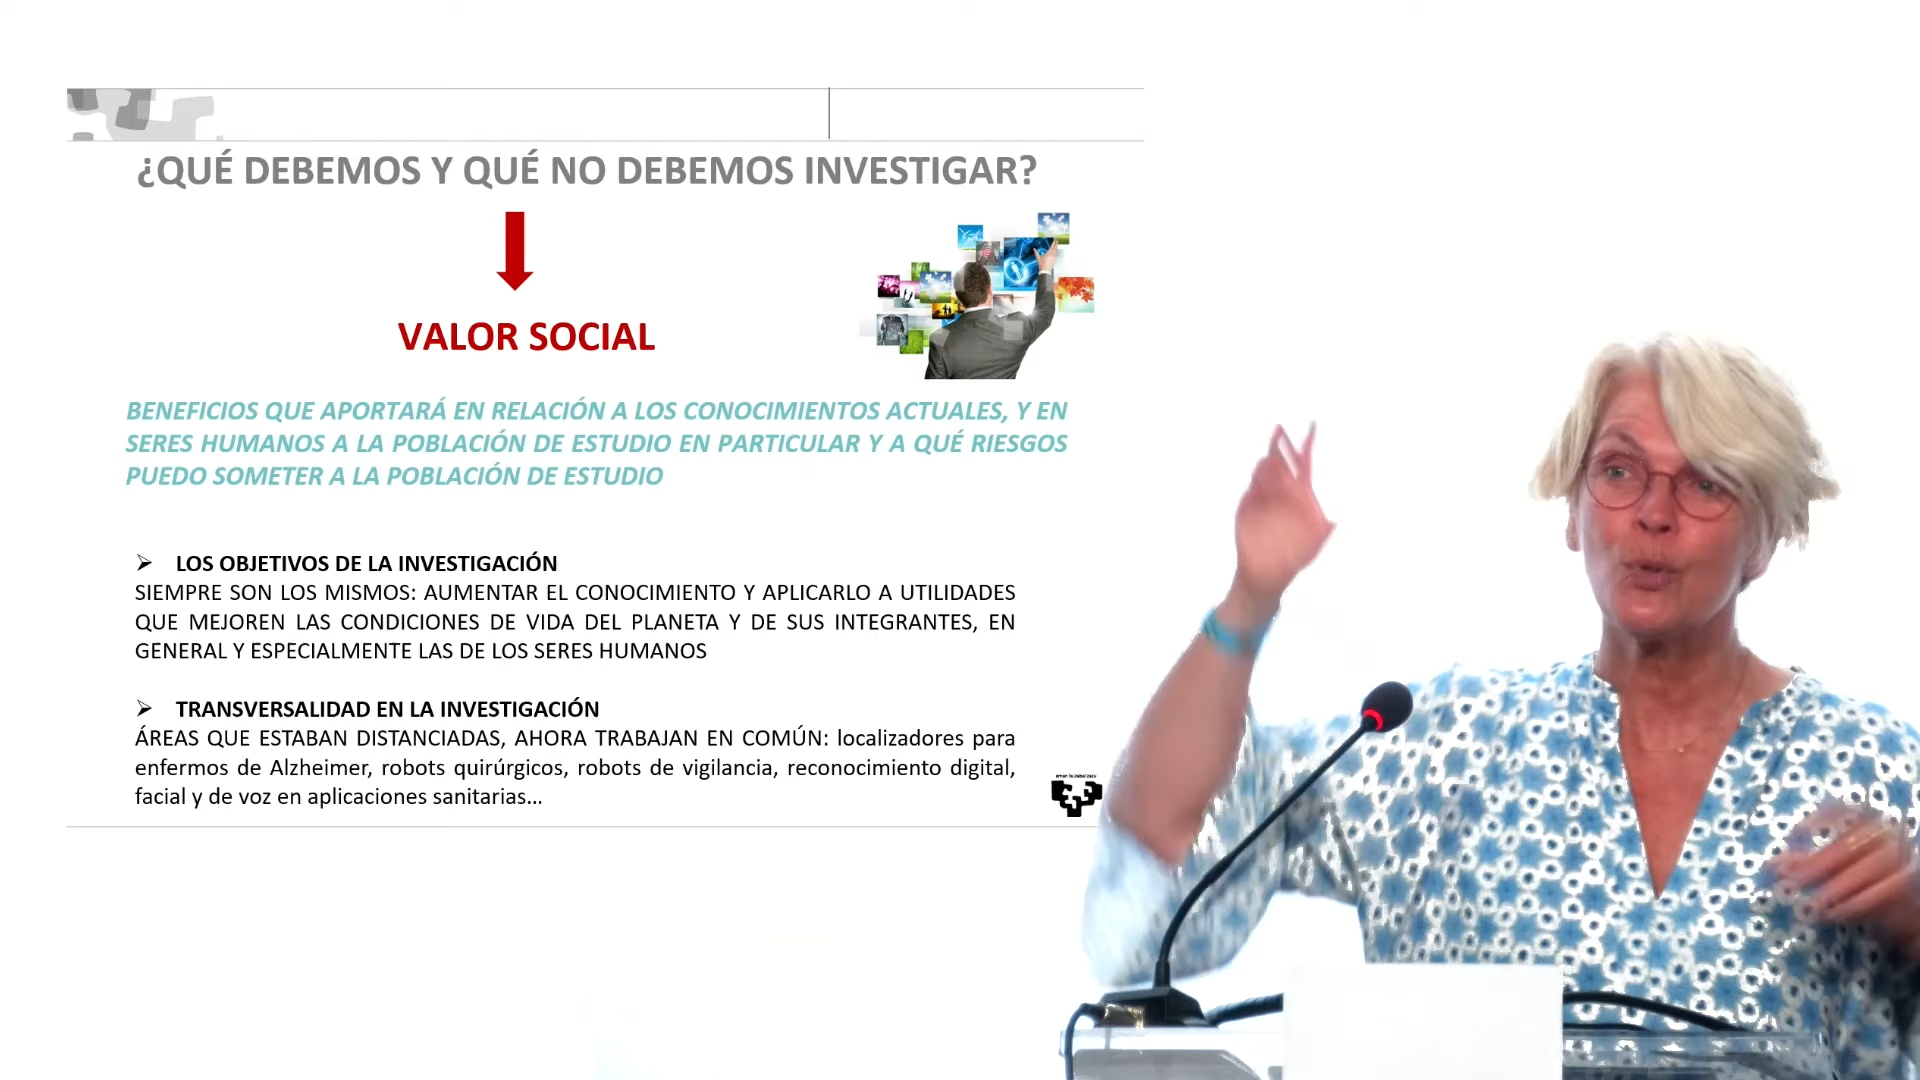 ¿QUÉ DEBEMOS Y QUÉ NO DEBEMOS INVESTIGAR?
VALOR SOCIAL
BENEFICIOS QUE APORTARÁ EN RELACIÓN A LOS CONOCIMIENTOS ACTUALES, Y EN
SERES HUMANOS A LA POBLACIÓN DE ESTUDIO EN PARTICULAR Y A QUÉ RIESGOS
PUEDO SOMETER A LA POBLACIÓN DE ESTUDIO
➢ LOS OBJETIVOS DE LA INVESTIGACIÓN
SIEMPRE SON LOS MISMOS: AUMENTAR EL CONOCIMIENTO Y APLICARLO A UTILIDADES
QUE MEJOREN LAS CONDICIONES DE VIDA DEL PLANETA Y DE SUS INTEGRANTES, EN
GENERAL Y ESPECIALMENTE LAS DE LOS SERES HUMANOS
➢ TRANSVERSALIDAD EN LA INVESTIGACIÓN
ÁREAS QUE ESTABAN DISTANCIADAS, AHORA TRABAJAN EN COMÚN: localizadores para
enfermos de Alzheimer, robots quirúrgicos, robots de vigilancia, reconocimiento digital,
facial y de voz en aplicaciones sanitarias...